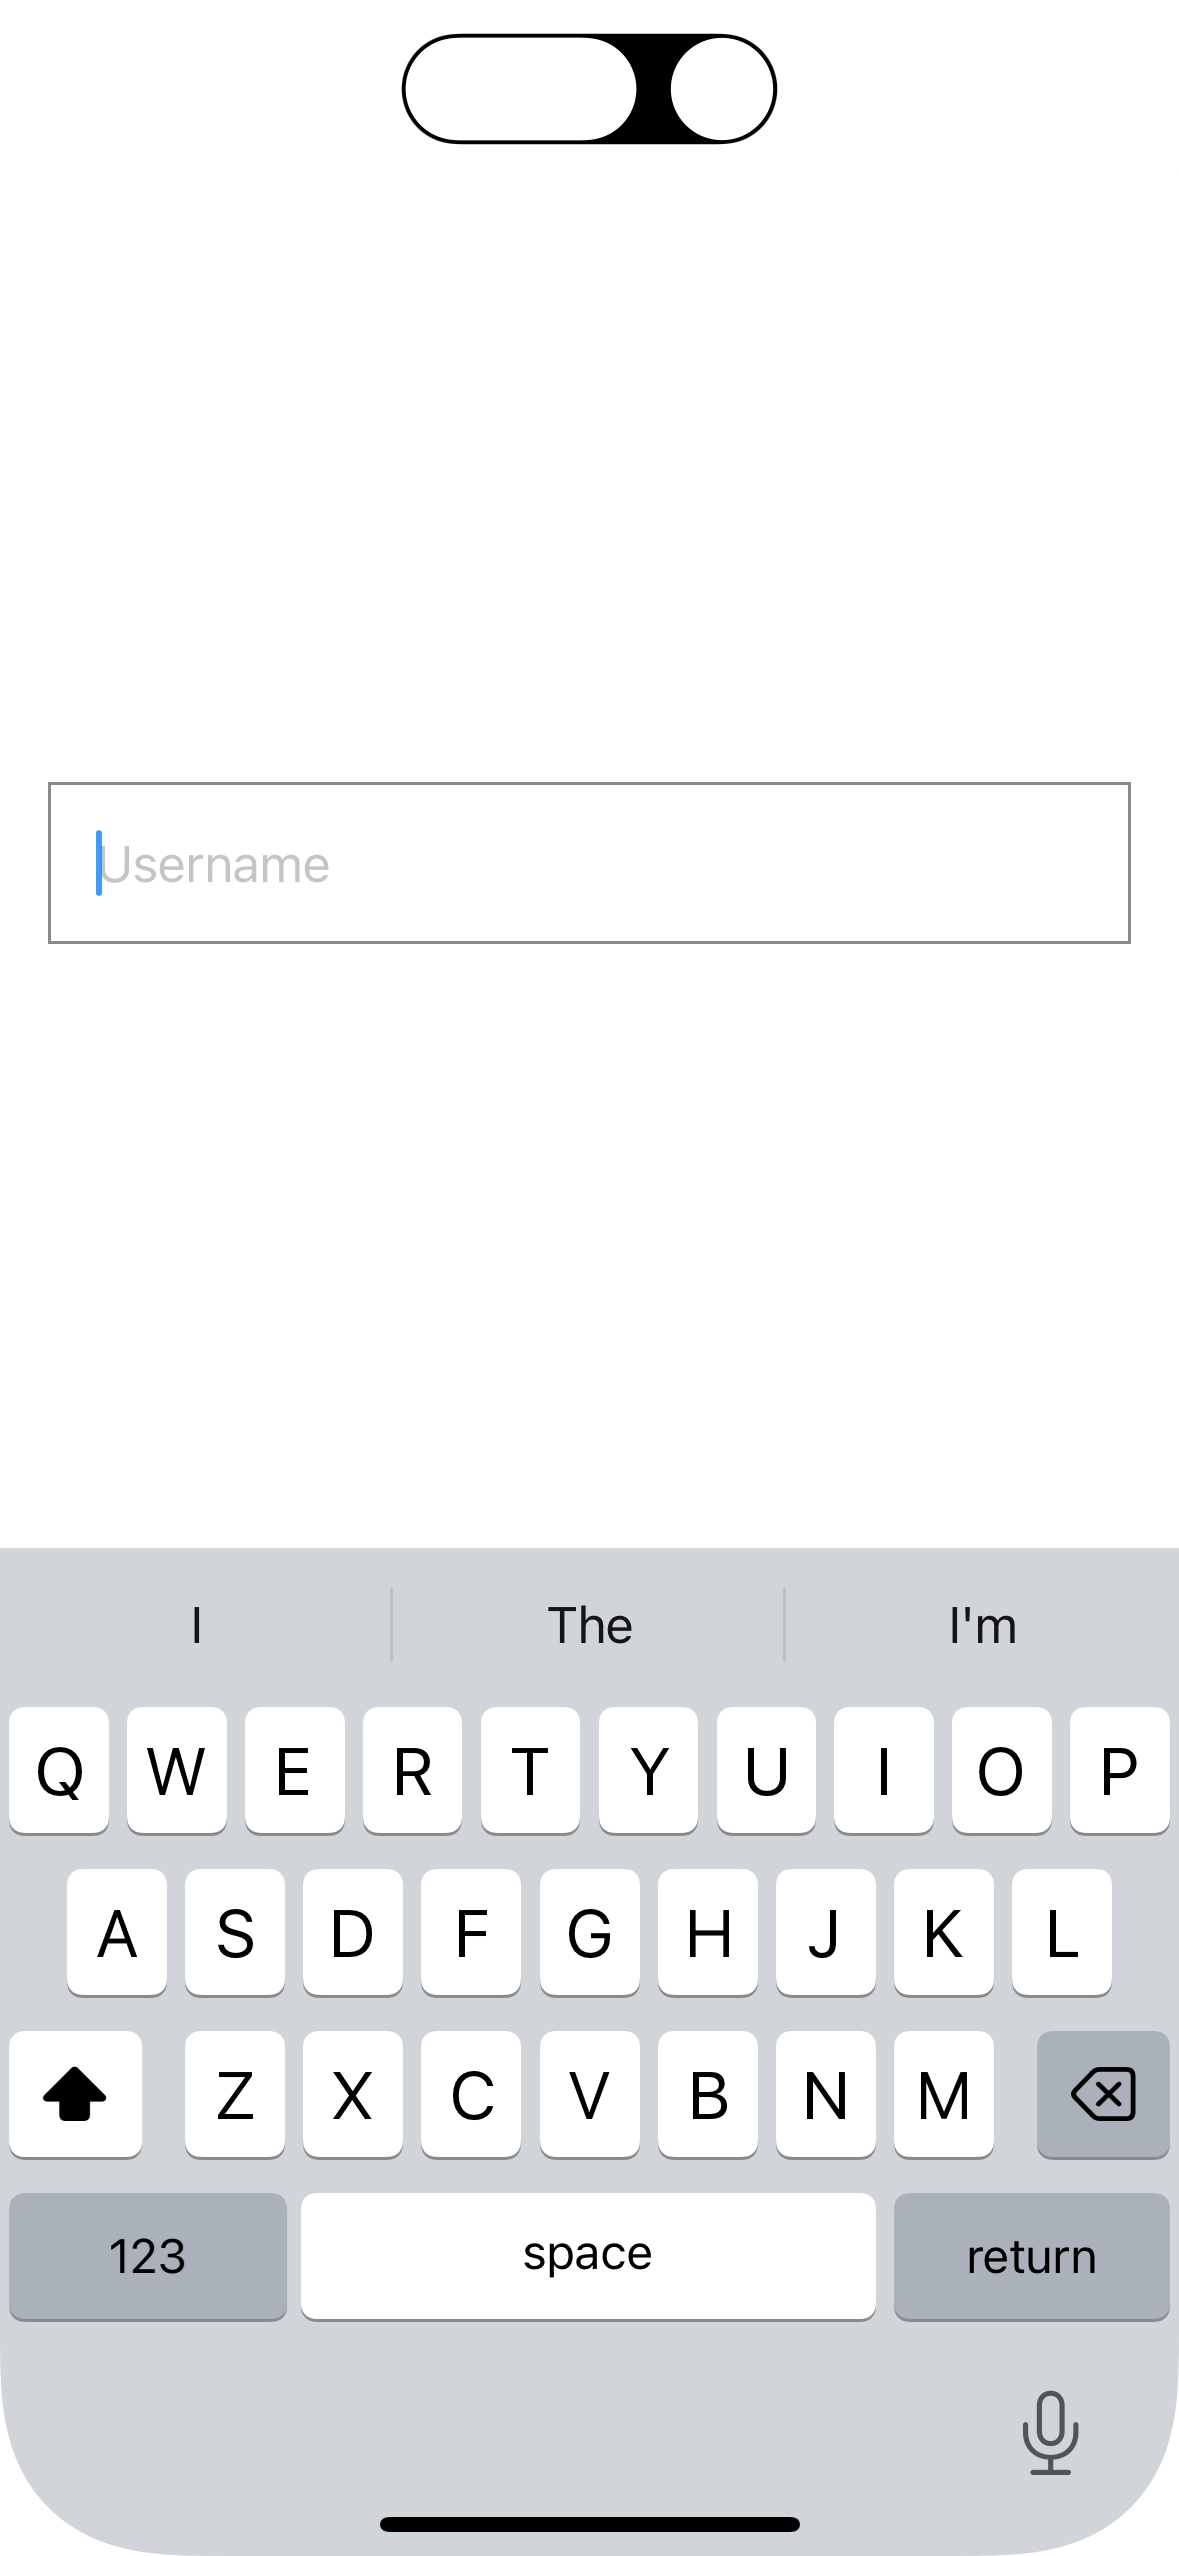 Username
I The I'm
Q W E R T Y U I O P
A S D F G H J K L
Z X C V B N M
123 space return